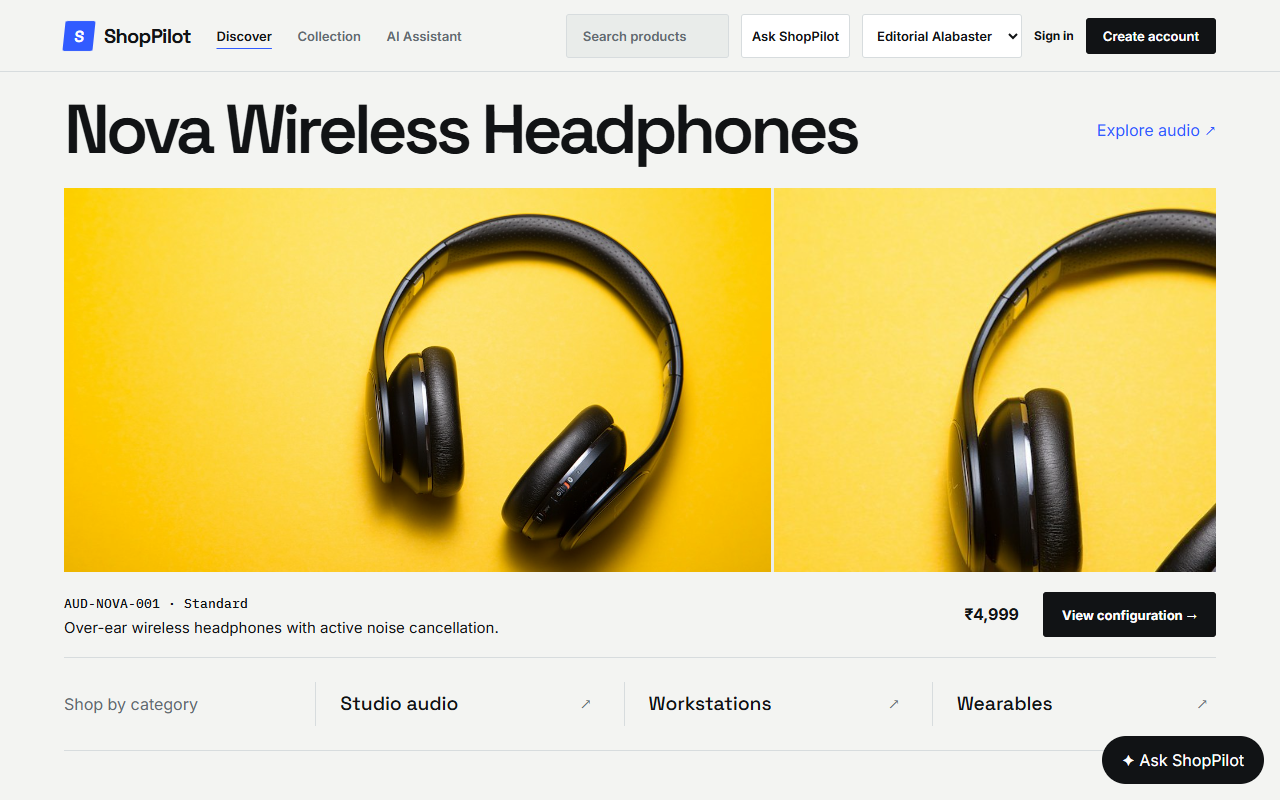 S ShopPilot Discover Collection AI Assistant Search products Ask ShopPilot Editorial Alabaster Sign in Create account
Nova Wireless Headphones
Explore audio ↗
AUD-NOVA-001 · Standard
Over-ear wireless headphones with active noise cancellation.
₹4,999
View configuration →
Shop by category
Studio audio ↗
Workstations ↗
Wearables ↗
✦ Ask ShopPilot